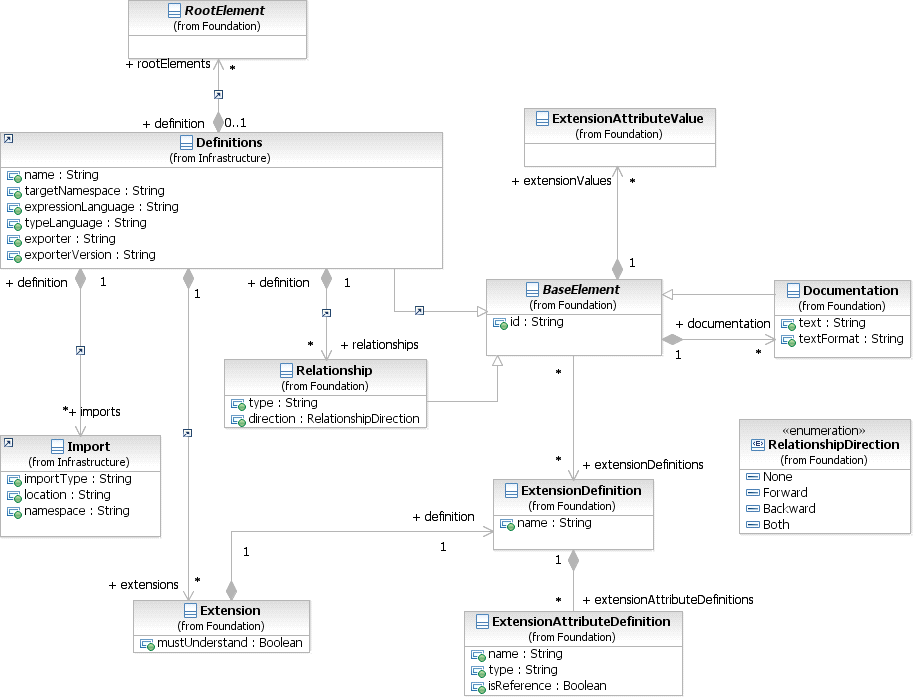 RootElement
(from Foundation)
+ rootElements
*
+ definition
0..1
Definitions
(from Infrastructure)
name : String
targetNamespace : String
expressionLanguage : String
typeLanguage : String
exporter : String
exporterVersion : String
ExtensionAttributeValue
(from Foundation)
+ extensionValues
*
1
+ definition
1
1
+ definition
1
BaseElement
(from Foundation)
id : String
Documentation
(from Foundation)
text : String
textFormat : String
+ documentation
1
*
*
+ relationships
Relationship
(from Foundation)
type : String
direction : RelationshipDirection
*
*
+ extensionDefinitions
*
+ imports
Import
(from Infrastructure)
importType : String
location : String
namespace : String
«enumeration»
RelationshipDirection
(from Foundation)
None
Forward
Backward
Both
ExtensionDefinition
(from Foundation)
name : String
+ definition
1
1
1
*
+ extensionAttributeDefinitions
+ extensions
*
Extension
(from Foundation)
mustUnderstand : Boolean
ExtensionAttributeDefinition
(from Foundation)
name : String
type : String
isReference : Boolean